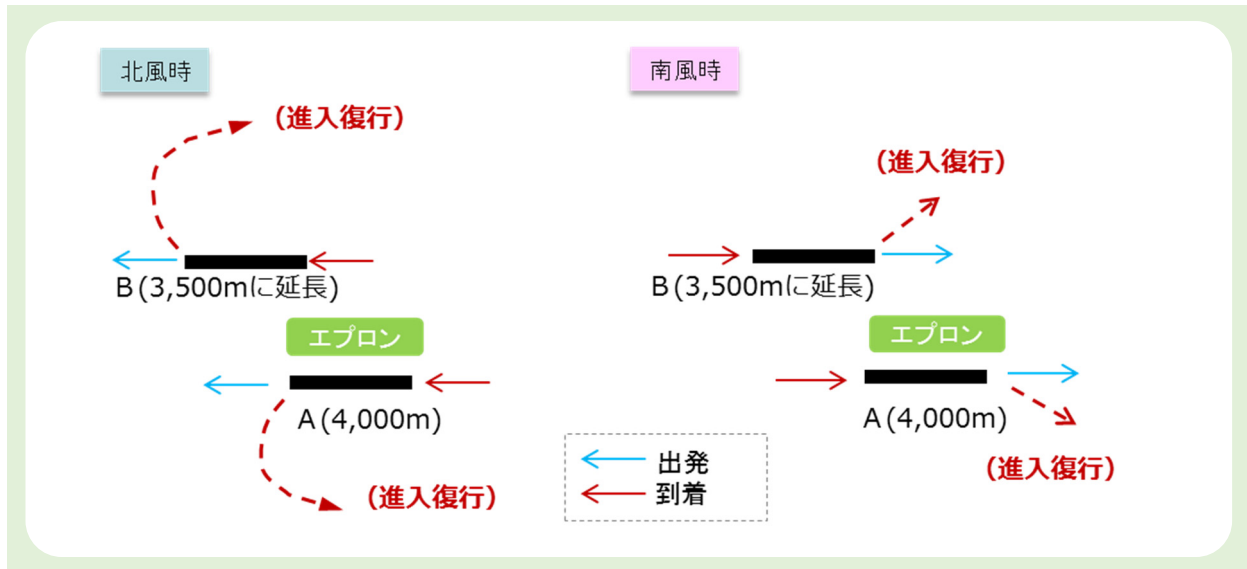 北風時
(進入復行)
B(3,500mに延長)
エプロン
A(4,000m)
(進入復行)
南風時
(進入復行)
B(3,500mに延長)
エプロン
A(4,000m)
(進入復行)
出発
到着